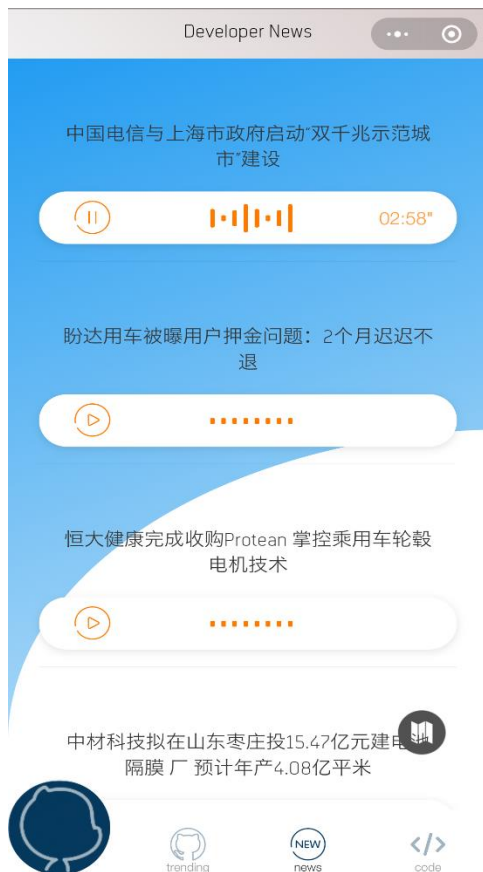 Developer News
中国电信与上海市政府启动“双千兆示范城
市”建设
02:58"
盼达用车被曝用户押金问题：2个月迟迟不
退
恒大健康完成收购Protean 掌控乘用车轮毂
电机技术
中材科技拟在山东枣庄投15.47亿元建电
隔膜 厂 预计年产4.08亿平米
NEW
trending
news
code